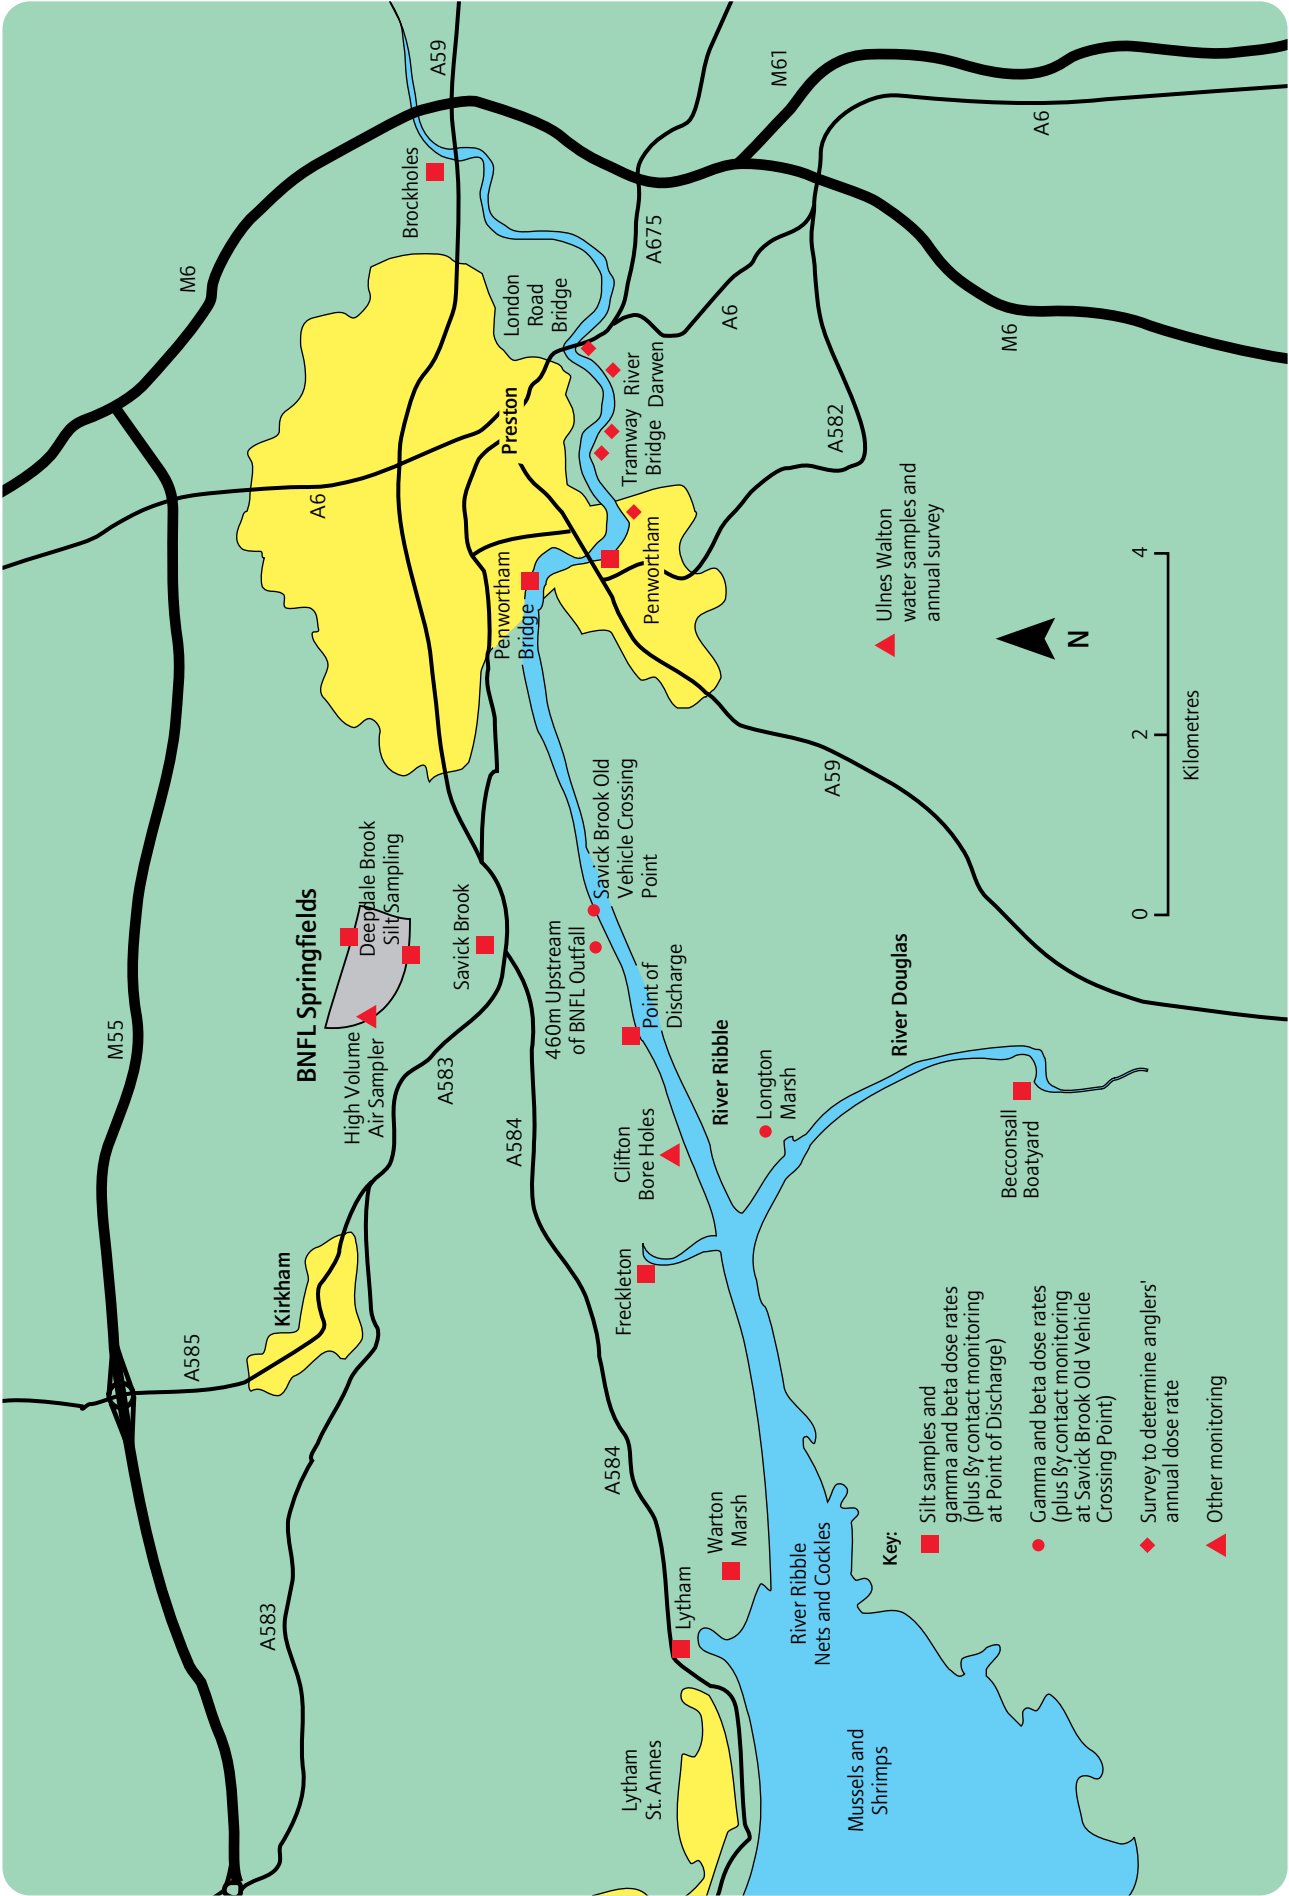 M55
M6
A6
A585
A583
Kirkham
BNFL Springfields
High Volume
Air Sampler
Deepdale Brook
Silt Sampling
A583
Savick Brook
A584
A584
Preston
Brockholes
A59
London
Road
Bridge
Penwortham
Bridge
Tramway
Bridge
River
Darwen
Penwortham
A675
M61
A6
A6
M6
A582
A59
Savick Brook Old
Vehicle Crossing
Point
460m Upstream
of BNFL Outfall
Point of
Discharge
River Ribble
Clifton
Bore Holes
Longton
Marsh
River Douglas
Becconsall
Boatyard
Freckleton
Warton
Marsh
Lytham
Lytham
St. Annes
River Ribble
Nets and Cockles
Mussels and
Shrimps
Ulnes Walton
water samples and
annual survey
N
0 2 4
Kilometres
Key:
Silt samples and
gamma and beta dose rates
(plus ßγ contact monitoring
at Point of Discharge)
Gamma and beta dose rates
(plus ßγ contact monitoring
at Savick Brook Old Vehicle
Crossing Point)
Survey to determine anglers'
annual dose rate
Other monitoring